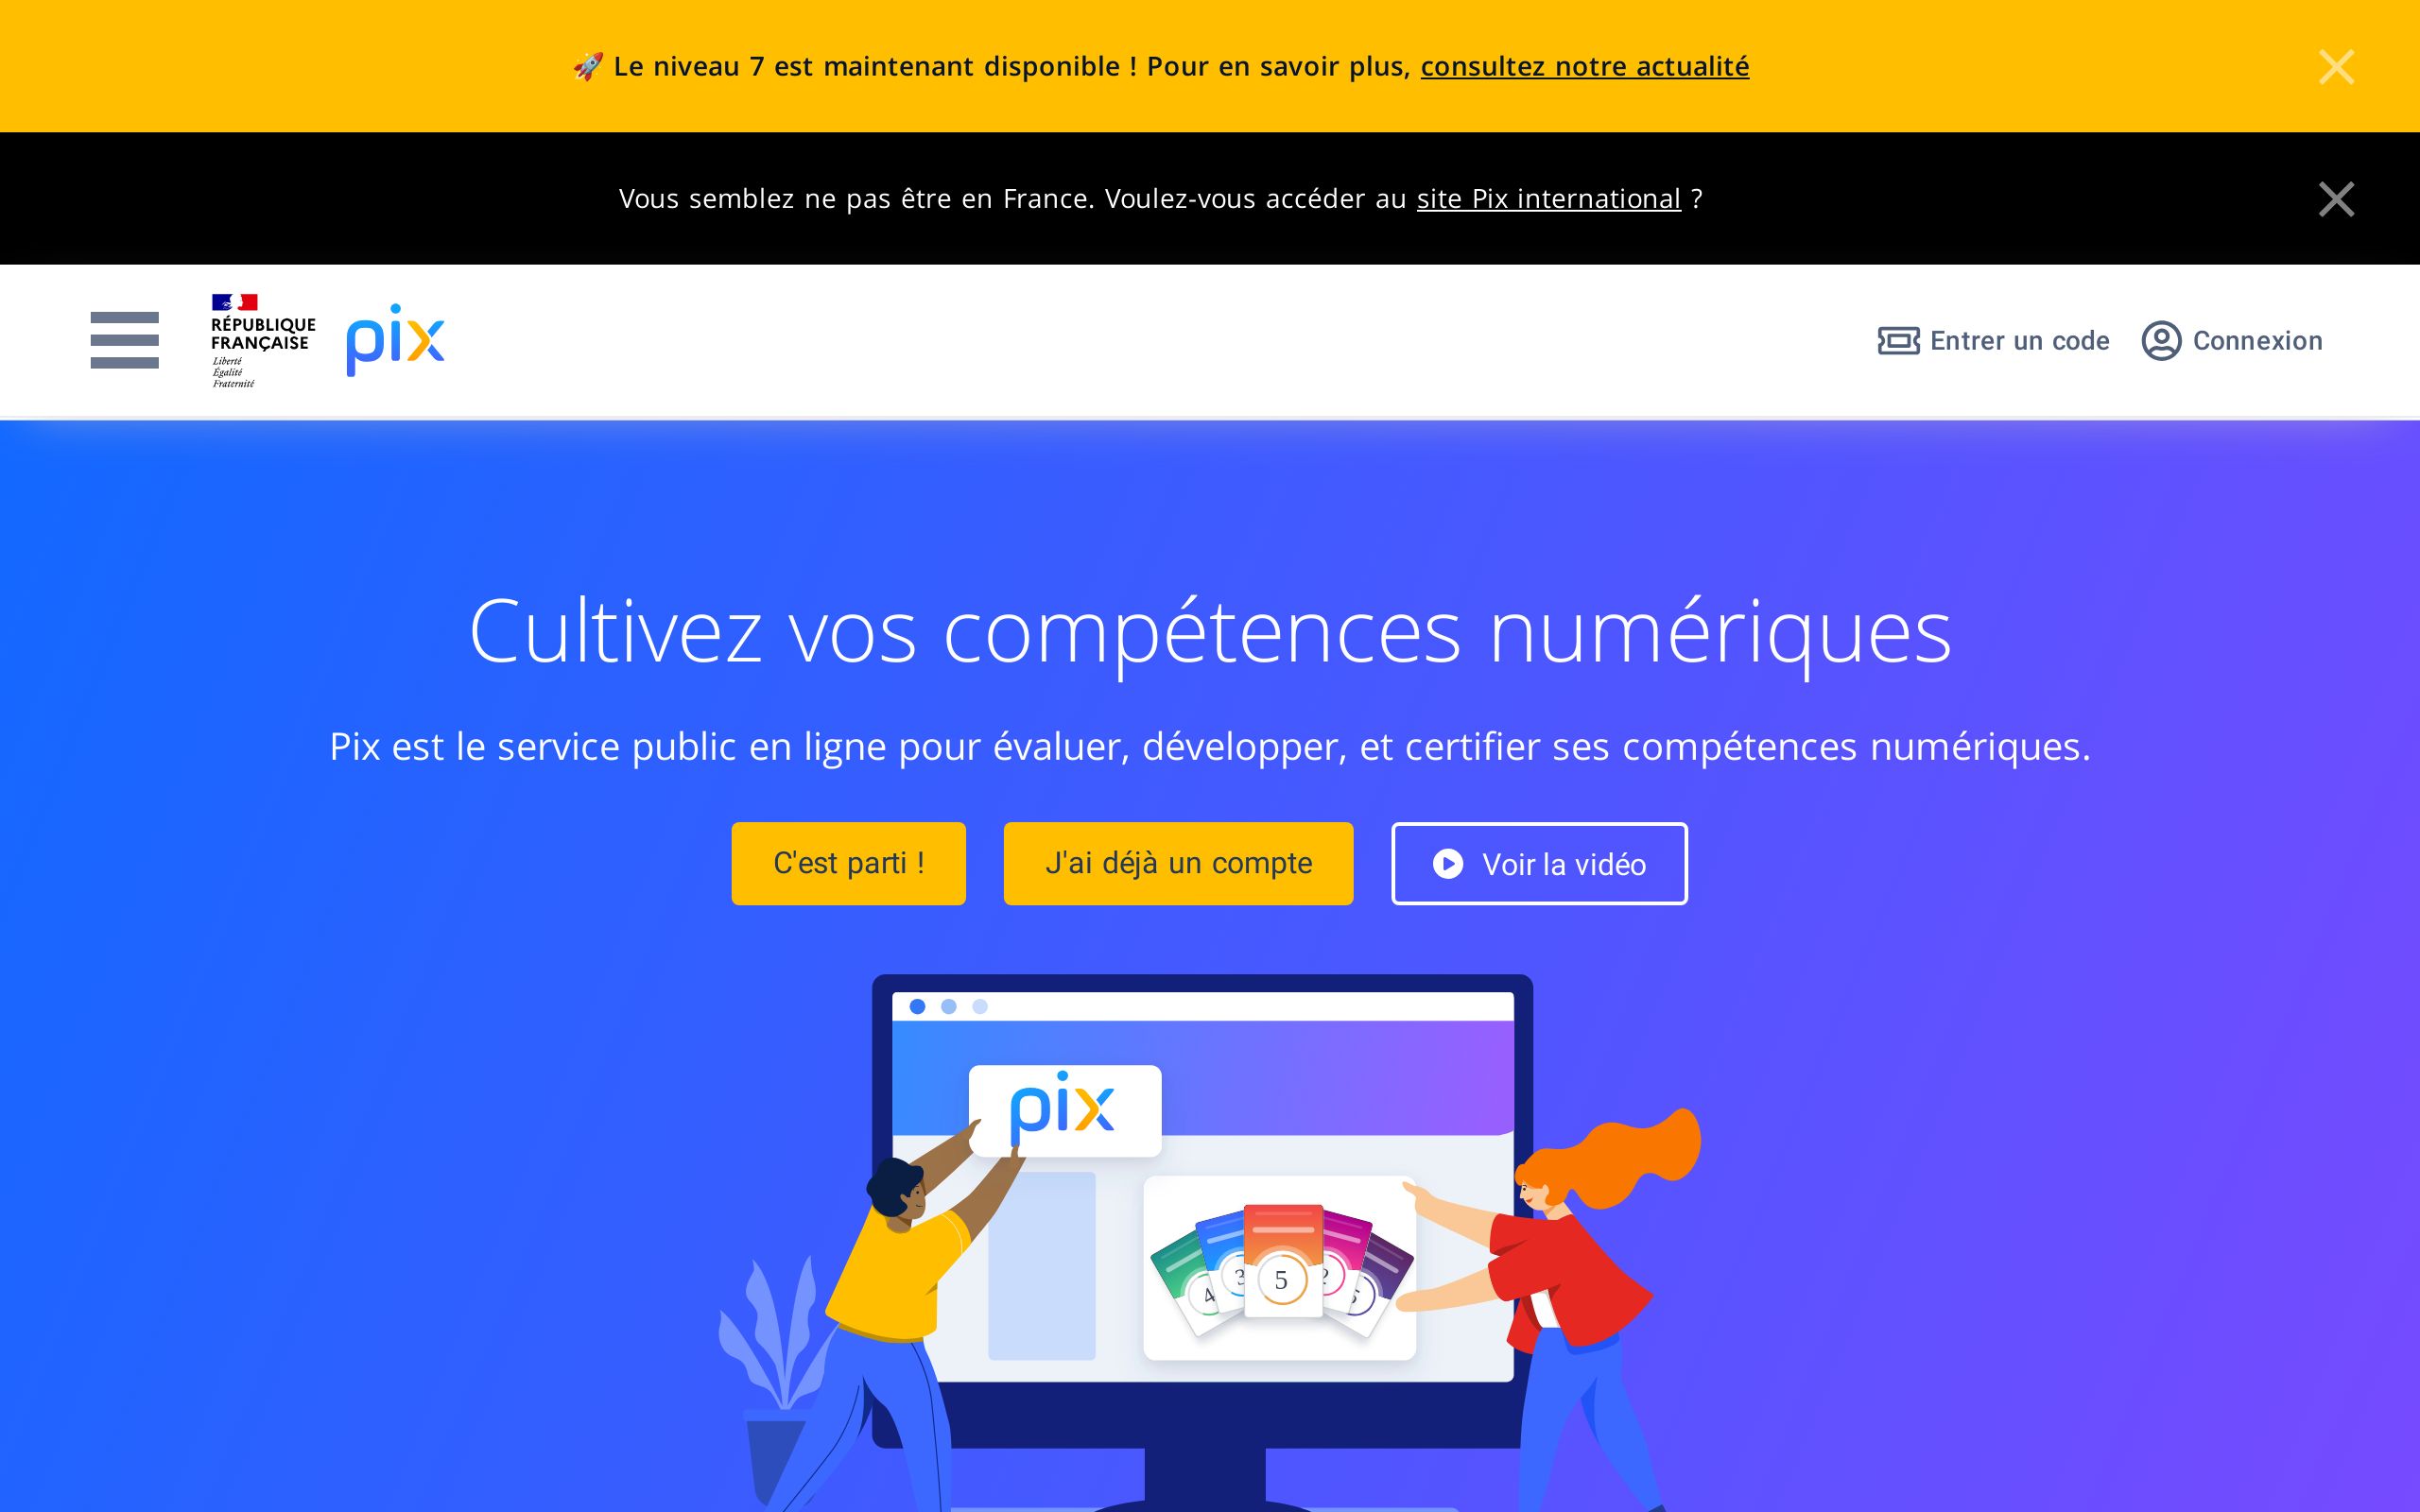 🚀 Le niveau 7 est maintenant disponible ! Pour en savoir plus, consultez notre actualité
Vous semblez ne pas être en France. Voulez-vous accéder au site Pix international ?
RÉPUBLIQUE
FRANÇAISE
Liberté
Égalité
Fraternité
pix
Entrer un code
Connexion
Cultivez vos compétences numériques
Pix est le service public en ligne pour évaluer, développer, et certifier ses compétences numériques.
C'est parti !
J'ai déjà un compte
Voir la vidéo
pix
4 3 5 2